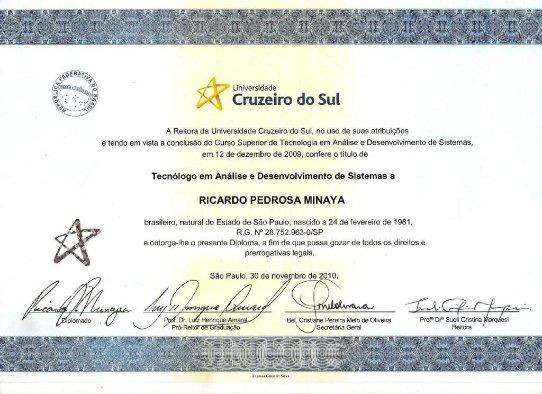 REPÚBLICA FEDERATIVA DO BRASIL
Universidade
Cruzeiro do Sul
A Reitora da Universidade Cruzeiro do Sul, no uso de suas atribuições
e tendo em vista a conclusão do Curso Superior de Tecnologia em Análise e Desenvolvimento de Sistemas,
em 12 de dezembro de 2009, confere o título de
Tecnólogo em Análise e Desenvolvimento de Sistemas a
RICARDO PEDROSA MINAYA
brasileiro, natural do Estado de São Paulo, nascido a 24 de fevereiro de 1981,
R.G. Nº 28.752.963-0/SP
e outorga-lhe o presente Diploma, a fim de que possa gozar de todos os direitos e
prerrogativas legais.
São Paulo, 30 de novembro de 2010.
Diplomado
Prof. Dr. Luiz Henrique Amaral
Pró-Reitor de Graduação
Bel. Cristiane Pereira Melo de Oliveira
Secretária Geral
Profª Drª Sueli Cristina Marquesi
Reitora